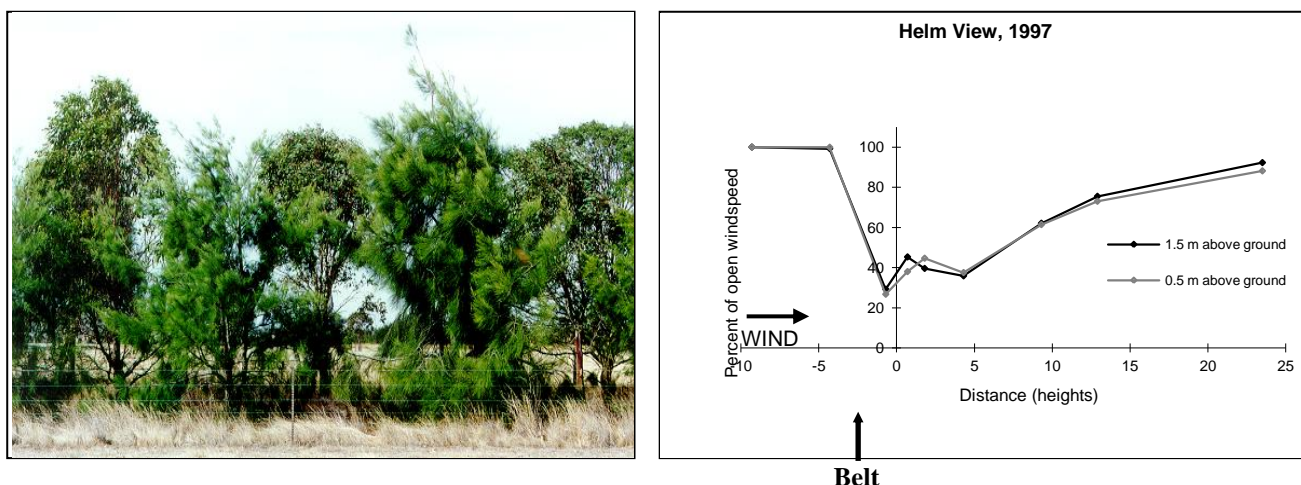 Helm View, 1997
Percent of open windspeed
100
80
60
40
20
0
-10
-5
0
5
10
15
20
25
Distance (heights)
1.5 m above ground
0.5 m above ground
WIND
Belt